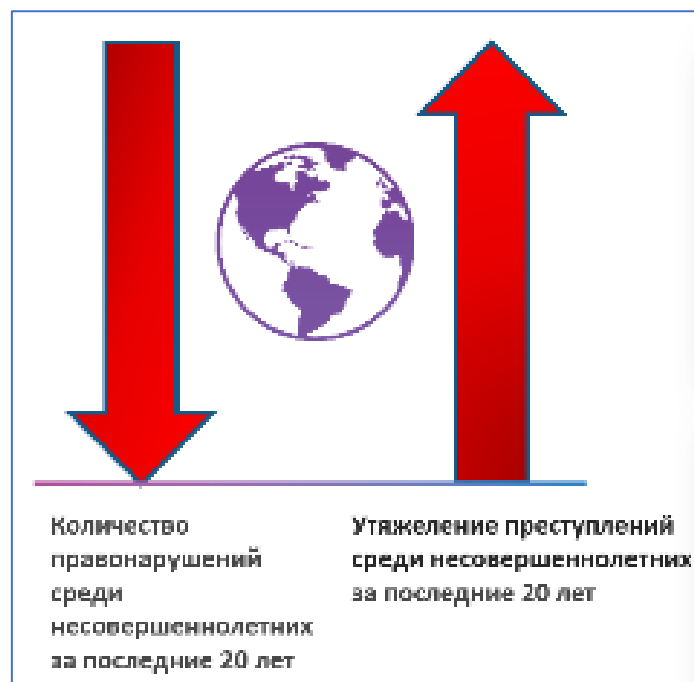 Количество
правонарушений
среди
несовершеннолетних
за последние 20 лет
Утяжеление преступлений
среди несовершеннолетних
за последние 20 лет